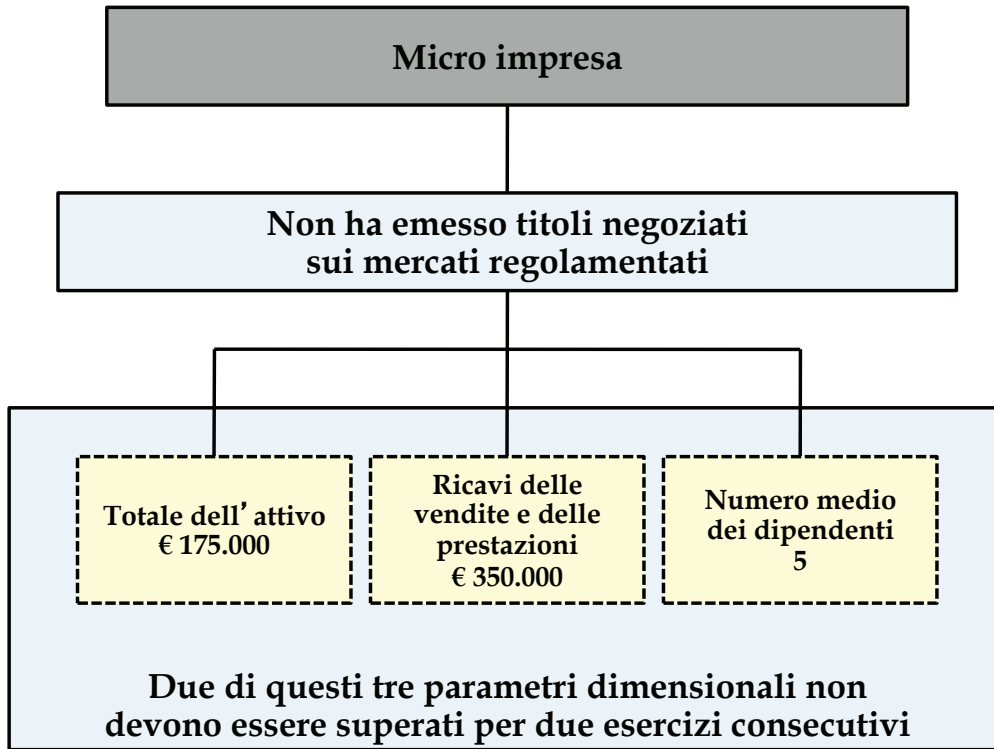 Micro impresa
Non ha emesso titoli negoziati
sui mercati regolamentati
Totale dell' attivo
€ 175.000
Ricavi delle
vendite e delle
prestazioni
€ 350.000
Numero medio
dei dipendenti
5
Due di questi tre parametri dimensionali non
devono essere superati per due esercizi consecutivi